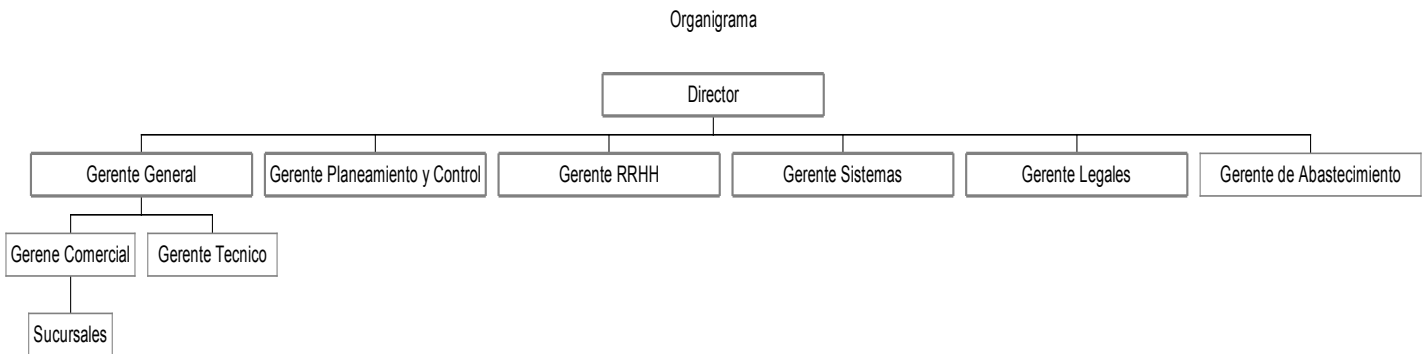 Organigrama
Director
Gerente General
Gerente Planeamiento y Control
Gerente RRHH
Gerente Sistemas
Gerente Legales
Gerente de Abastecimiento
Gerene Comercial
Gerente Tecnico
Sucursales